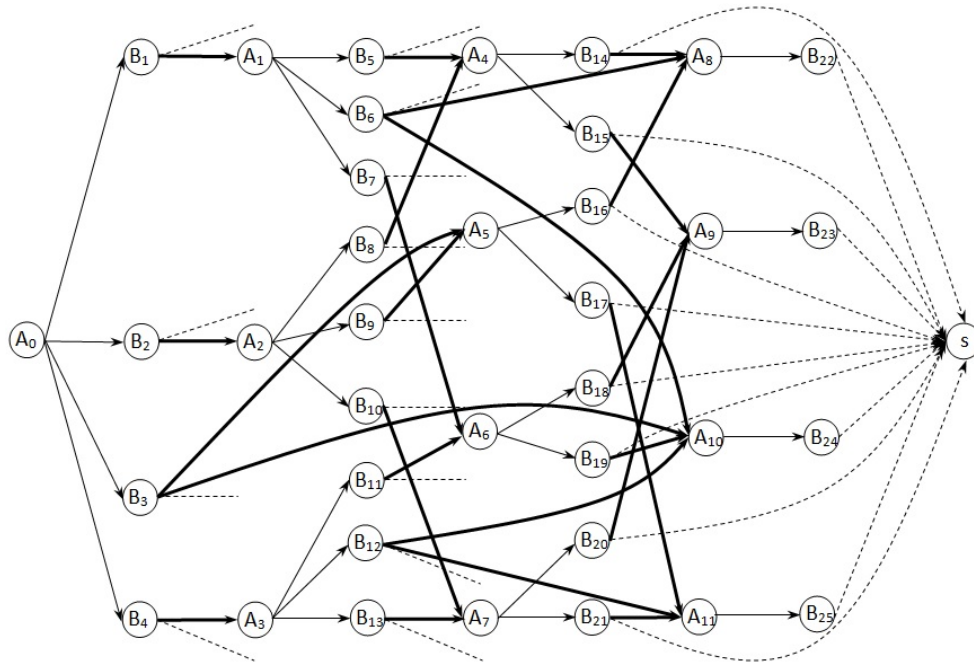 B₁ A₁ B₅ A₄ B₁₄ A₈ B₂₂
B₆
B₁₅
B₇
B₈ A₅ B₁₆ A₉ B₂₃
B₉ B₁₇
A₀ B₂ A₂ s
B₁₀ B₁₈
A₆ A₁₀ B₂₄
B₁₁ B₁₉
B₃
B₁₂ B₂₀
B₄ A₃ B₁₃ A₇ B₂₁ A₁₁ B₂₅